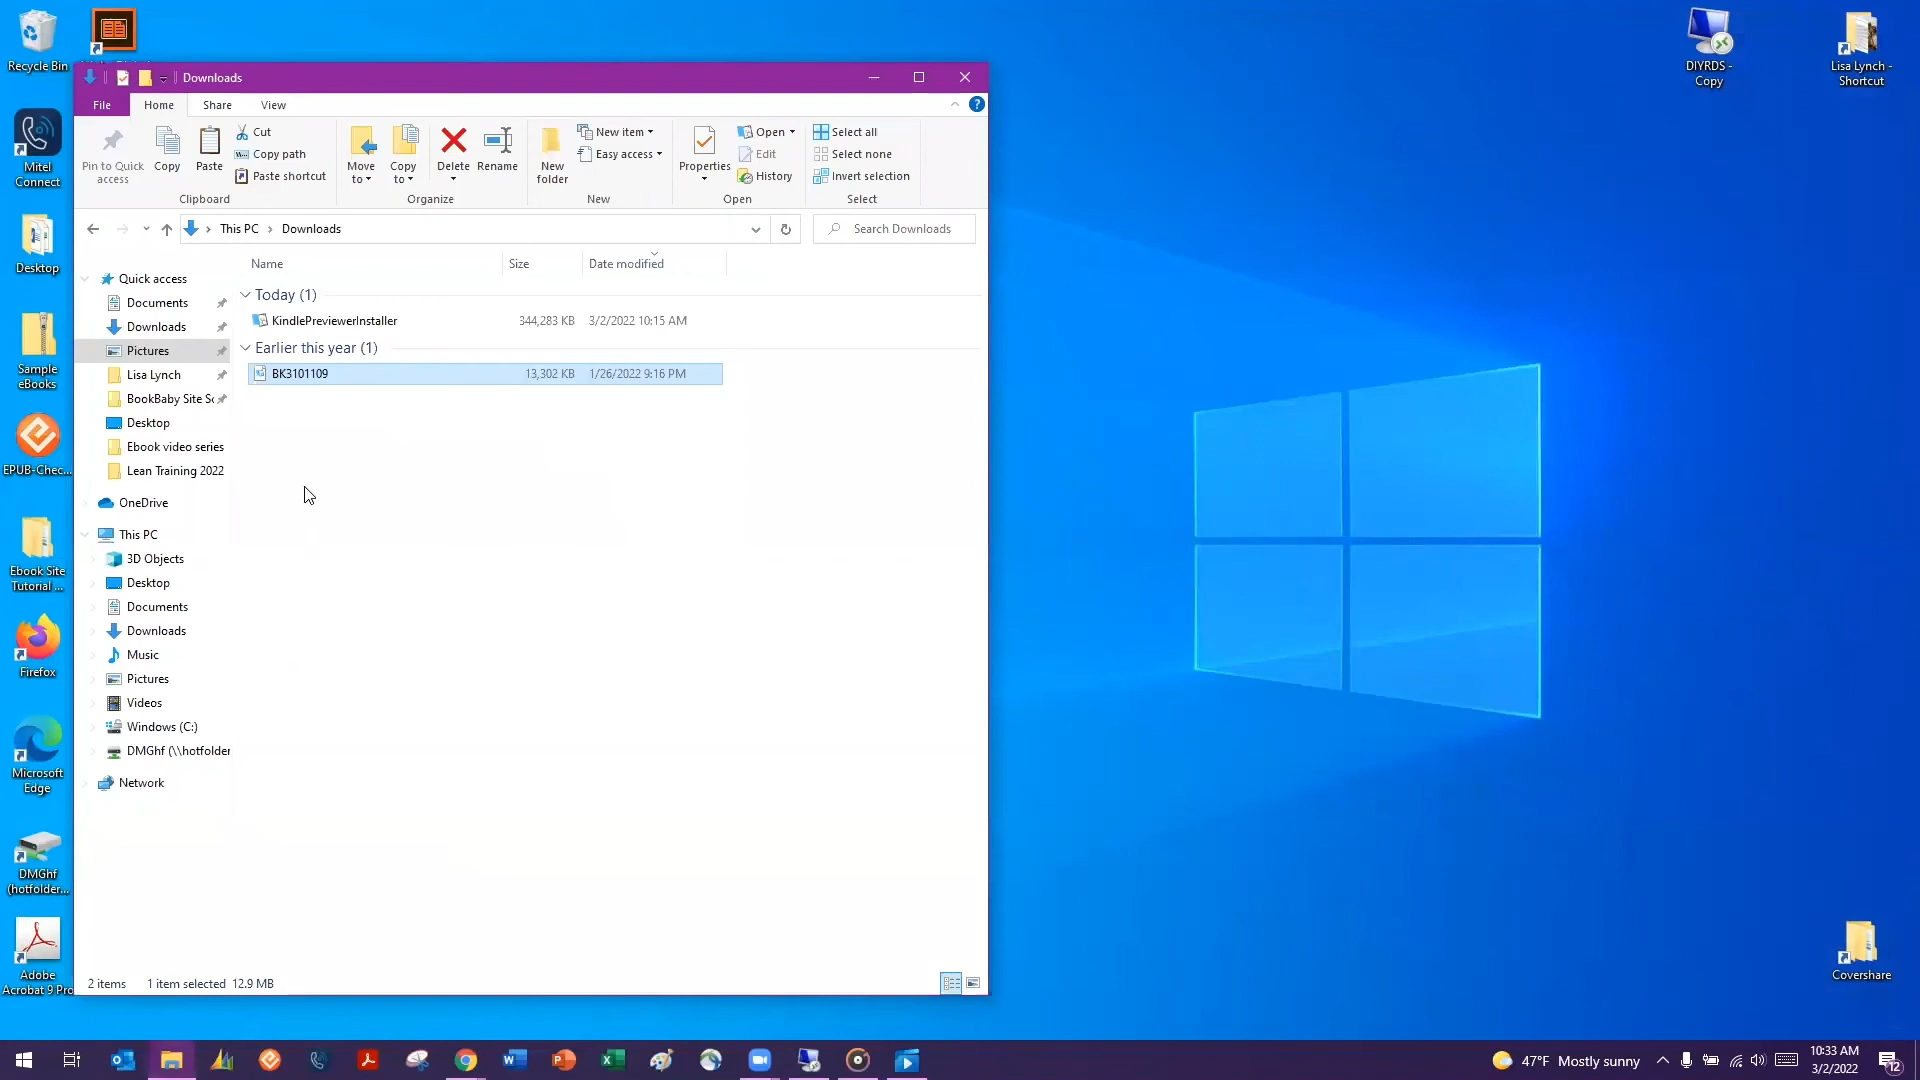 Recycle Bin
Mitel
Connect
Desktop
Sample
eBooks
EPUB-Chec...
Ebook Site
Tutorial ...
Firefox
Microsoft
Edge
DMGhf
(hotfolder...
Adobe
Acrobat 9 Pro
Downloads
File Home Share View
Pin to Quick
access
Copy
Paste
Cut
Copy path
Paste shortcut
Clipboard
Move
to
Copy
to
Delete
Rename
Organize
New
folder
New item
Easy access
New
Properties
Open
Edit
History
Open
Select all
Select none
Invert selection
Select
This PC > Downloads
Search Downloads
Name Size Date modified
Today (1)
KindlePreviewerInstaller 344,283 KB 3/2/2022 10:15 AM
Earlier this year (1)
BK3101109 13,302 KB 1/26/2022 9:16 PM
Quick access
Documents
Downloads
Pictures
Lisa Lynch
BookBaby Site Sc
Desktop
Ebook video series
Lean Training 2022
OneDrive
This PC
3D Objects
Desktop
Documents
Downloads
Music
Pictures
Videos
Windows (C:)
DMGhf (\\hotfolder
Network
2 items 1 item selected 12.9 MB
DIYRDS -
Copy
Lisa Lynch -
Shortcut
Covershare
47°F Mostly sunny
10:33 AM
3/2/2022
12